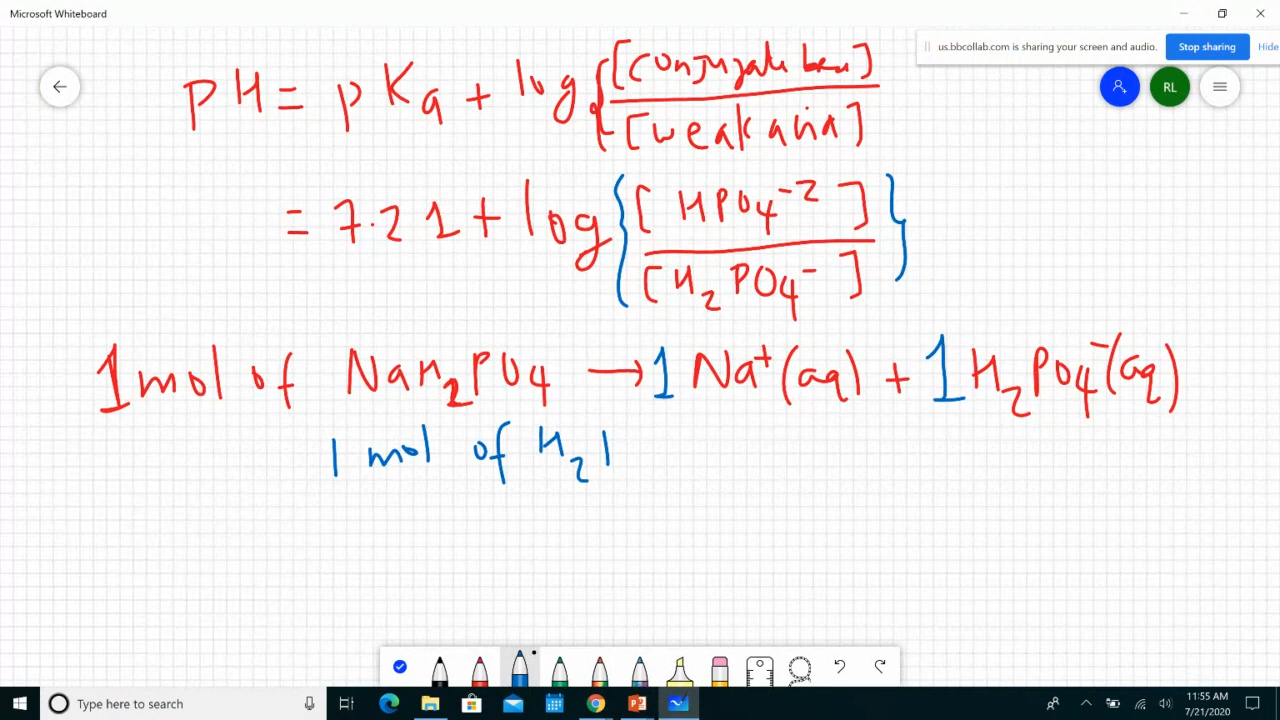 Microsoft Whiteboard
us.bbcollab.com is sharing your screen and audio.
Stop sharing
Hide
RL
PH = pKa + log { [Conjugate base]
[weak acid]
= 7.21 + log { [HPO4⁻²] }
[H2PO4⁻]
1 mol of NaH2PO4 → 1 Na⁺(aq) + 1 H2PO4⁻(aq)
1 mol of H2 I
Type here to search
11:55 AM
7/21/2020